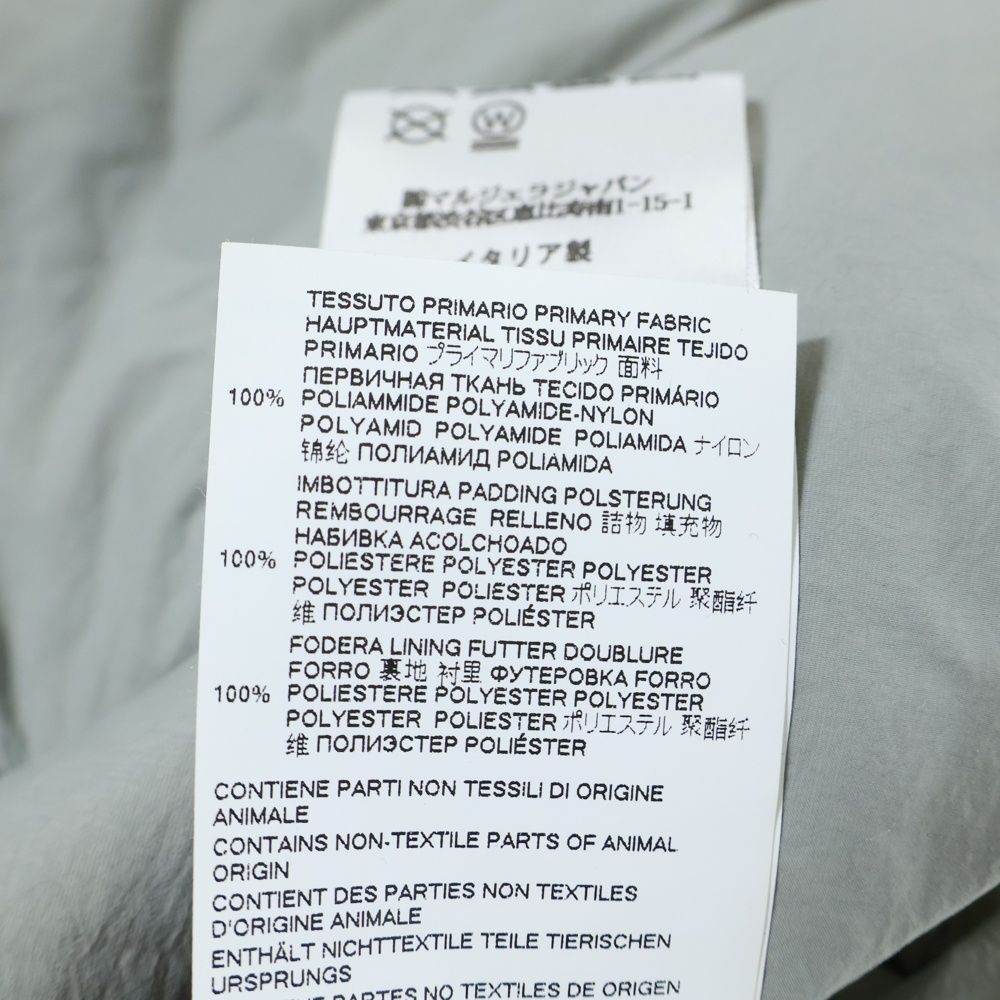 W
㈱マルジェラジャパン
東京都渋谷区恵比寿南1-15-1
イタリア製
TESSUTO PRIMARIO PRIMARY FABRIC
HAUPTMATERIAL TISSU PRIMAIRE TEJIDO
PRIMARIO プライマリファブリック 面料
ПЕРВИЧНАЯ ТКАНЬ TECIDO PRIMÁRIO
100% POLIAMMIDE POLYAMIDE-NYLON
POLYAMID POLYAMIDE POLIAMIDA ナイロン
锦纶 ПОЛИАМИД POLIAMIDA
IMBOTTITURA PADDING POLSTERUNG
REMBOURRAGE RELLENO 詰物 填充物
НАБИВКА ACOLCHOADO
100% POLIESTERE POLYESTER POLYESTER
POLYESTER POLIESTER ポリエステル 聚酯纤
维 ПОЛИЭСТЕР POLIÉSTER
FODERA LINING FUTTER DOUBLURE
FORRO 裏地 衬里 ФУТЕРОВКА FORRO
100% POLIESTERE POLYESTER POLYESTER
POLYESTER POLIESTER ポリエステル 聚酯纤
维 ПОЛИЭСТЕР POLIÉSTER
CONTIENE PARTI NON TESSILI DI ORIGINE
ANIMALE
CONTAINS NON-TEXTILE PARTS OF ANIMAL
ORIGIN
CONTIENT DES PARTIES NON TEXTILES
D'ORIGINE ANIMALE
ENTHÄLT NICHTTEXTILE TEILE TIERISCHEN
URSPRUNGS
PARTES NO TEXTILES DE ORIGEN